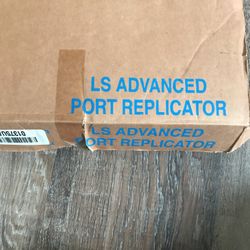 LS ADVANCED
PORT REPLICATOR
LS ADVANCED
PORT REPLICATOR